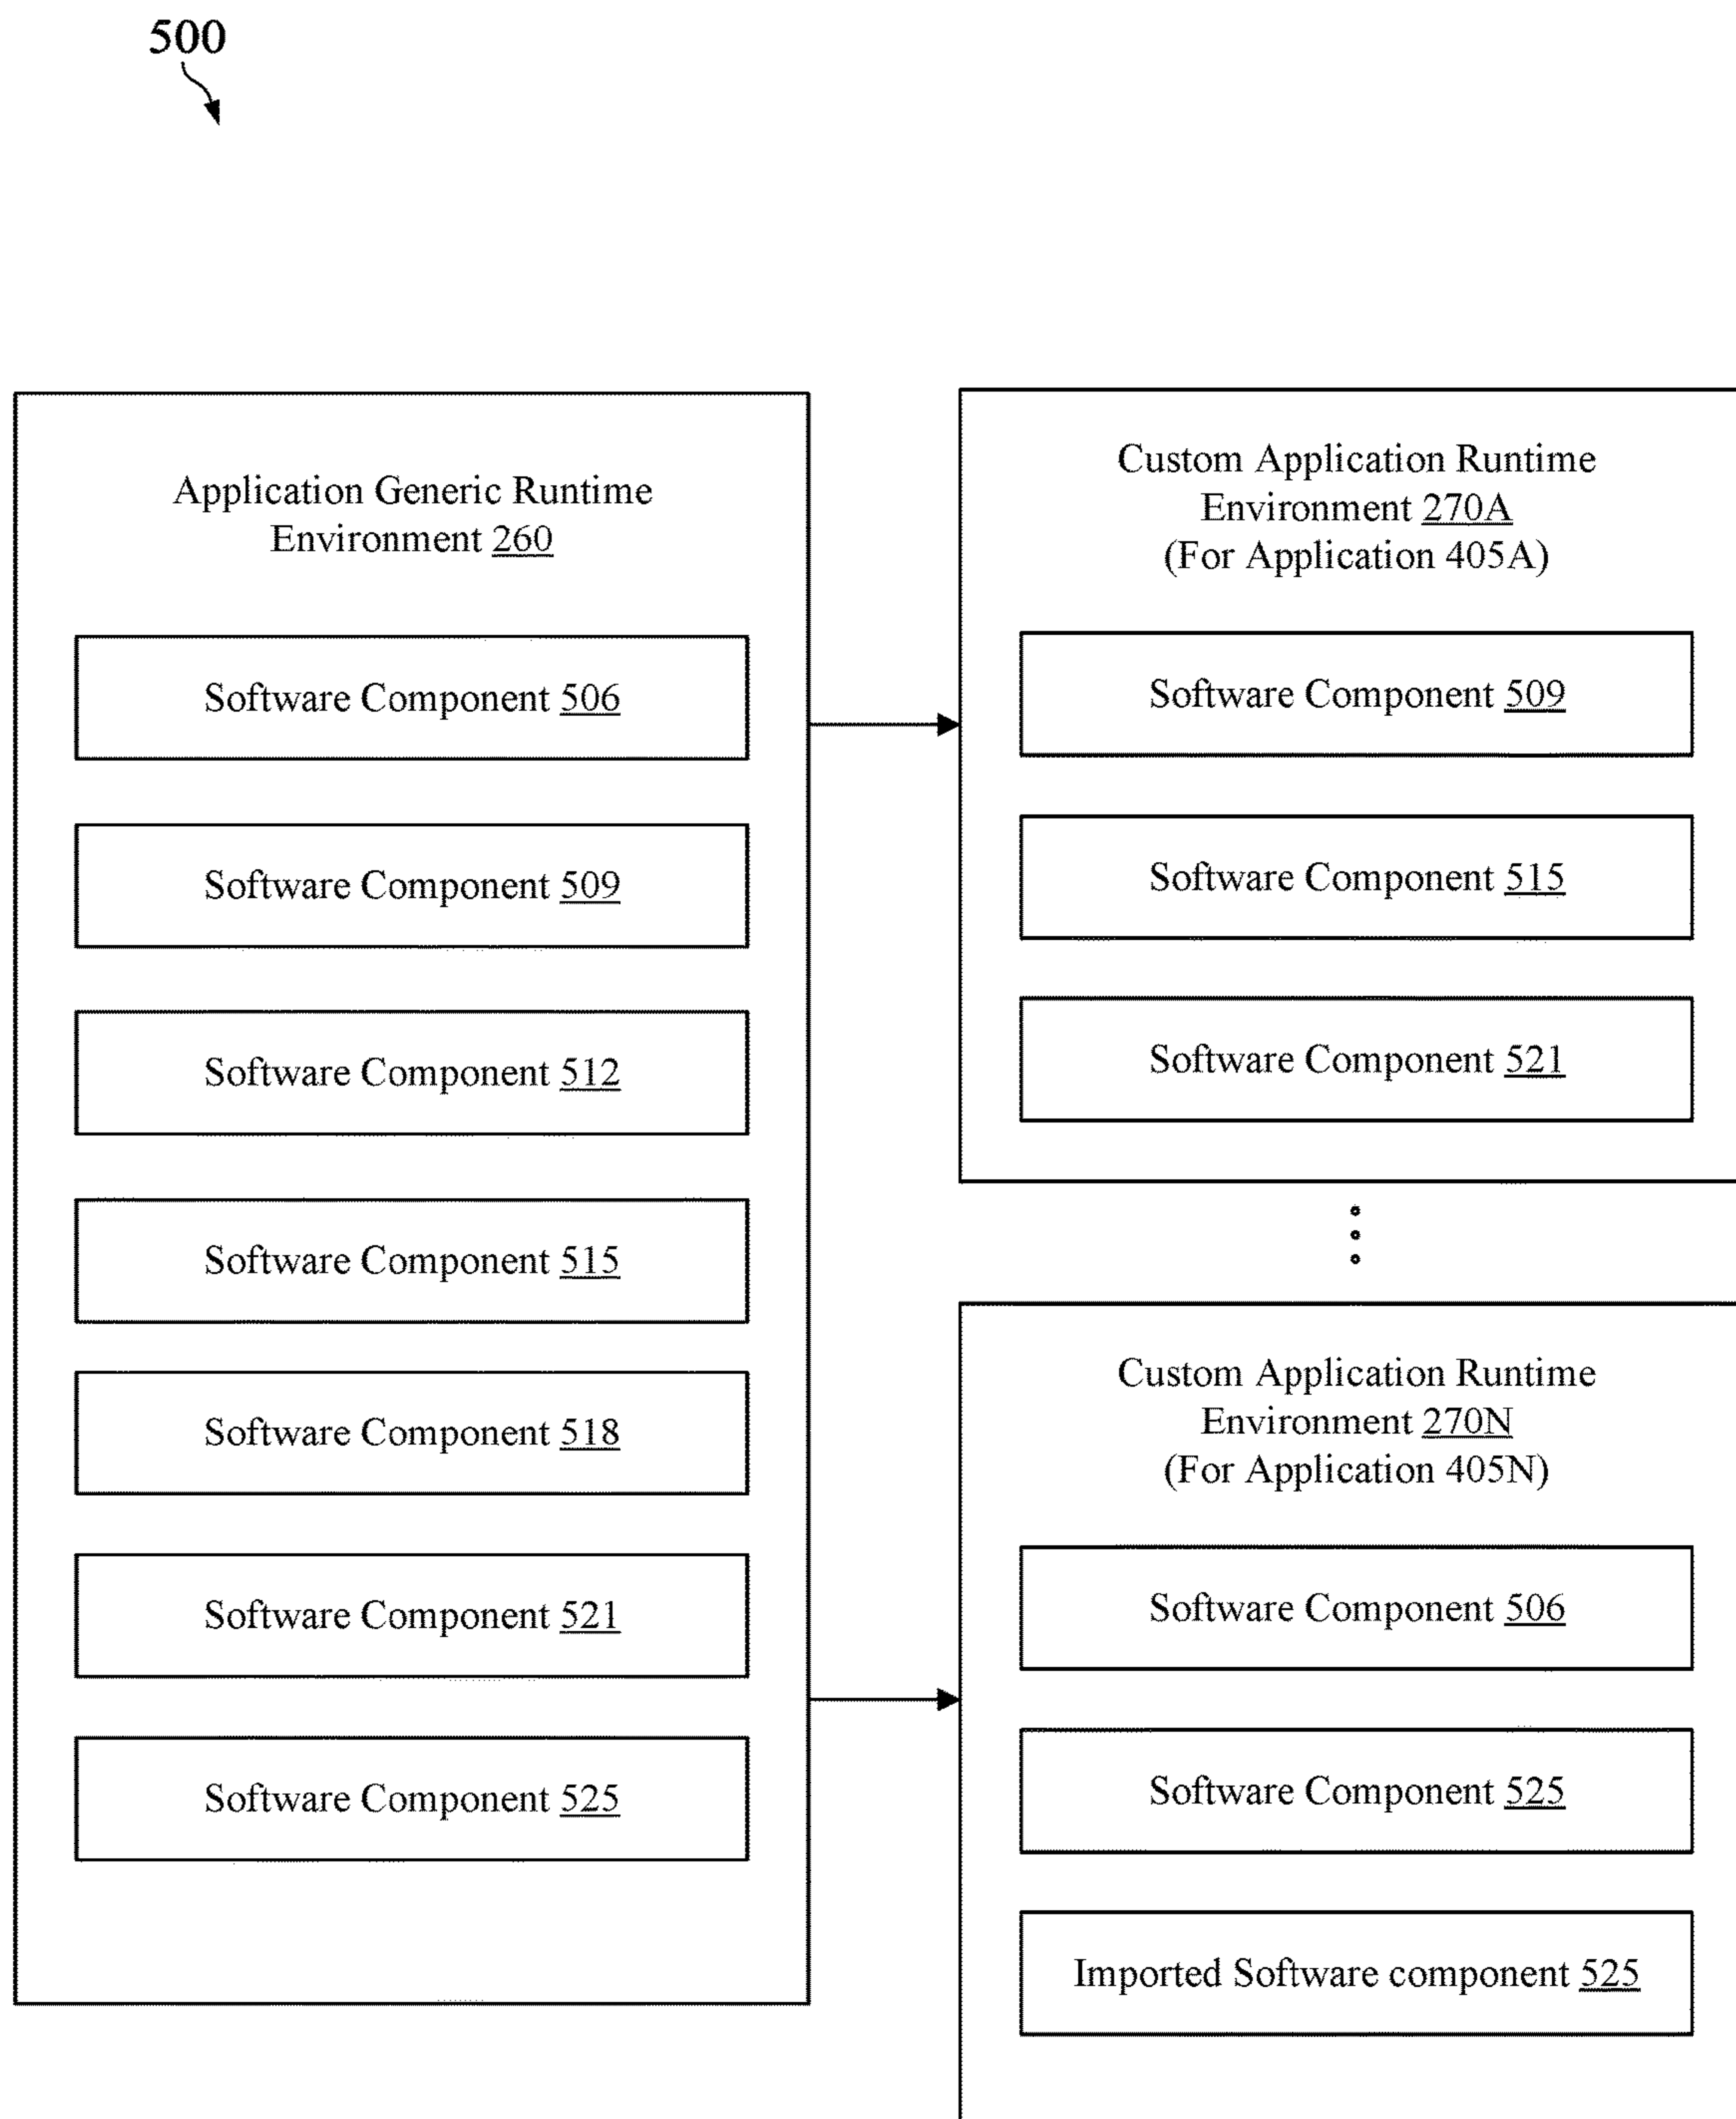 500
Application Generic Runtime
Environment 260
Software Component 506
Software Component 509
Software Component 512
Software Component 515
Software Component 518
Software Component 521
Software Component 525
Custom Application Runtime
Environment 270A
(For Application 405A)
Software Component 509
Software Component 515
Software Component 521
Custom Application Runtime
Environment 270N
(For Application 405N)
Software Component 506
Software Component 525
Imported Software component 525